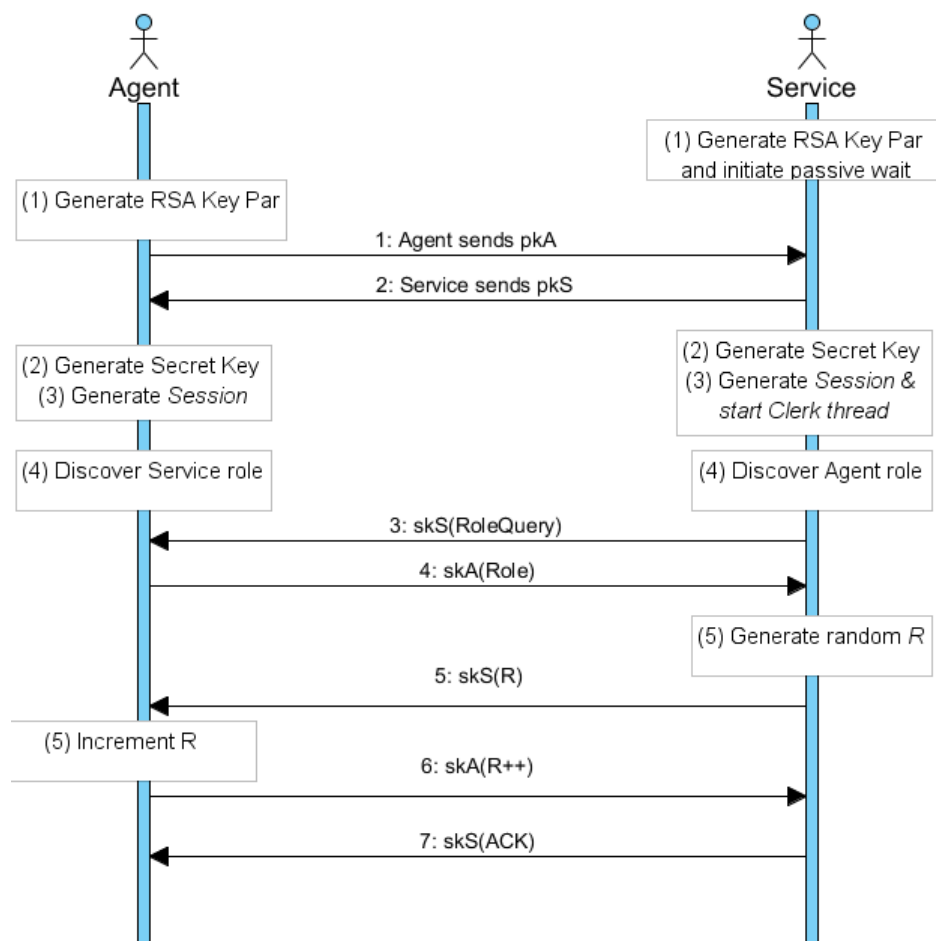 Agent
Service
(1) Generate RSA Key Par
and initiate passive wait
(1) Generate RSA Key Par
1: Agent sends pkA
2: Service sends pkS
(2) Generate Secret Key
(3) Generate Session
(2) Generate Secret Key
(3) Generate Session &
start Clerk thread
(4) Discover Service role
(4) Discover Agent role
3: skS(RoleQuery)
4: skA(Role)
(5) Generate random R
5: skS(R)
(5) Increment R
6: skA(R++)
7: skS(ACK)